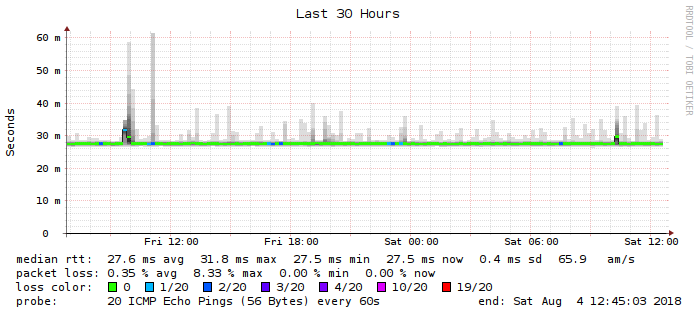 Last 30 Hours
RRDTOOL / TOBI OETIKER
Seconds
60 m
50 m
40 m
30 m
20 m
10 m
0
Fri 12:00 Fri 18:00 Sat 00:00 Sat 06:00 Sat 12:00
median rtt: 27.6 ms avg 31.8 ms max 27.5 ms min 27.5 ms now 0.4 ms sd 65.9 am/s
packet loss: 0.35 % avg 8.33 % max 0.00 % min 0.00 % now
loss color: 0 1/20 2/20 3/20 4/20 10/20 19/20
probe: 20 ICMP Echo Pings (56 Bytes) every 60s end: Sat Aug 4 12:45:03 2018